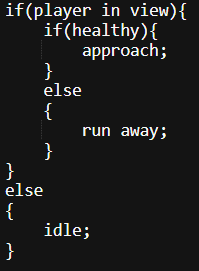 if(player in view){
    if(healthy){
        approach;
    }
    else
    {
        run away;
    }
}
else
{
    idle;
}